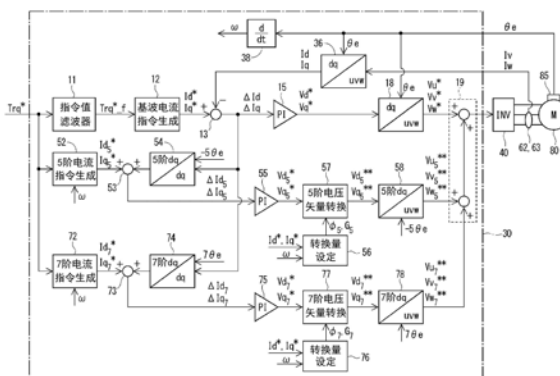 ω
d
dt
38
θe
36
θe
Id
Iq
dq
uvw
θe
Iv
Iw
11
12
Id*
Iq*
15
Vd*
Vq*
18
Vu*
Vv*
Vw*
19
85
Trq*
指令值
滤波器
Trq*_f
基波电流
指令生成
+
-
13
ΔId
ΔIq
PI
dq
uvw
+
+
INV
M
40
62
63
80
52
Id5*
Iq5*
54
-5θe
5阶电流
指令生成
+
+
53
5阶dq
dq
ΔId5
ΔIq5
55
PI
Vd5*
Vq5*
57
5阶电压
矢量转换
Vd5**
Vq5**
58
5阶dq
uvw
Vu5**
Vv5**
Vw5**
+
+
ω
φ5、G5
-5θe
Id*、Iq*
ω
转换量
设定
56
30
72
Id7*
Iq7*
74
7θe
7阶电流
指令生成
+
+
73
7阶dq
dq
ΔId7
ΔIq7
75
PI
Vd7*
Vq7*
77
7阶电压
矢量转换
Vd7**
Vq7**
78
7阶dq
uvw
Vu7**
Vv7**
Vw7**
ω
φ7、G7
7θe
Id*、Iq*
ω
转换量
设定
76